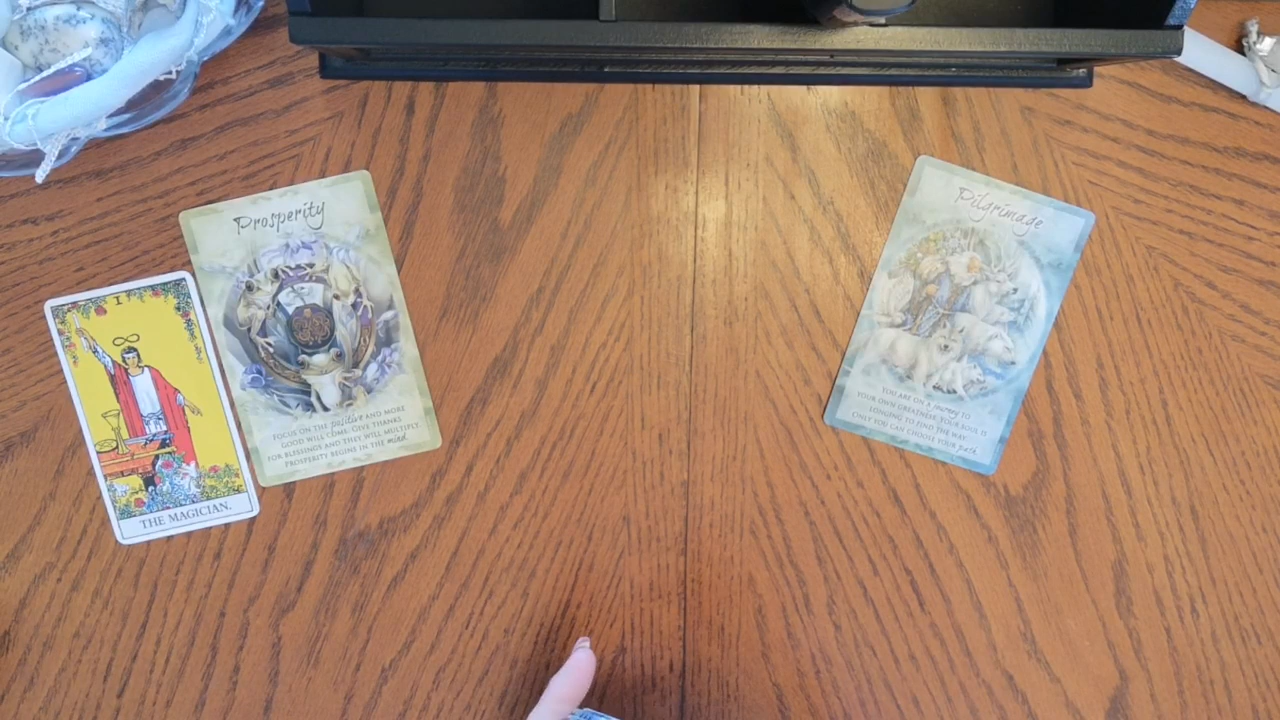 Prosperity
FOCUS ON THE positive AND MORE
GOOD WILL COME. GIVE THANKS
FOR BLESSINGS AND THEY WILL MULTIPLY.
PROSPERITY BEGINS IN THE mind.
I
THE MAGICIAN.
Pilgrimage
YOU ARE ON A journey TO
YOUR OWN GREATNESS. YOUR SOUL IS
LONGING TO FIND THE WAY.
ONLY YOU CAN CHOOSE YOUR path.